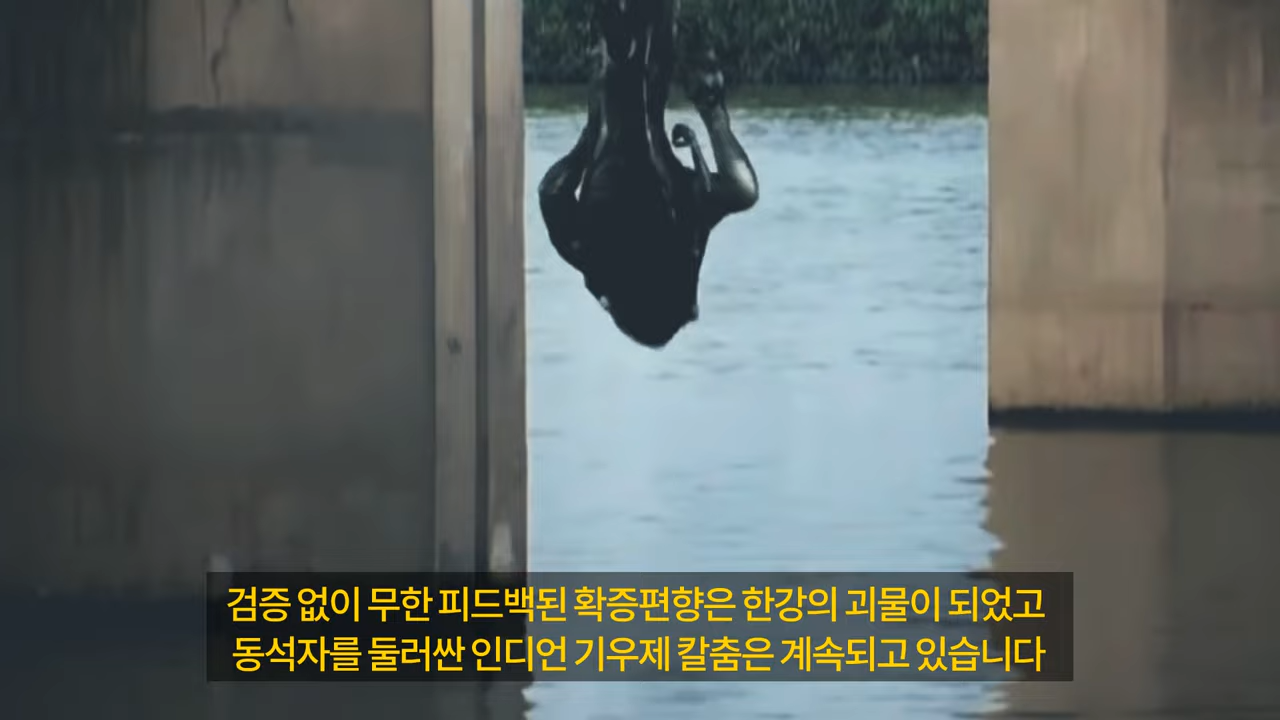 검증 없이 무한 피드백된 확증편향은 한강의 괴물이 되었고
동석자를 둘러싼 인디언 기우제 칼춤은 계속되고 있습니다